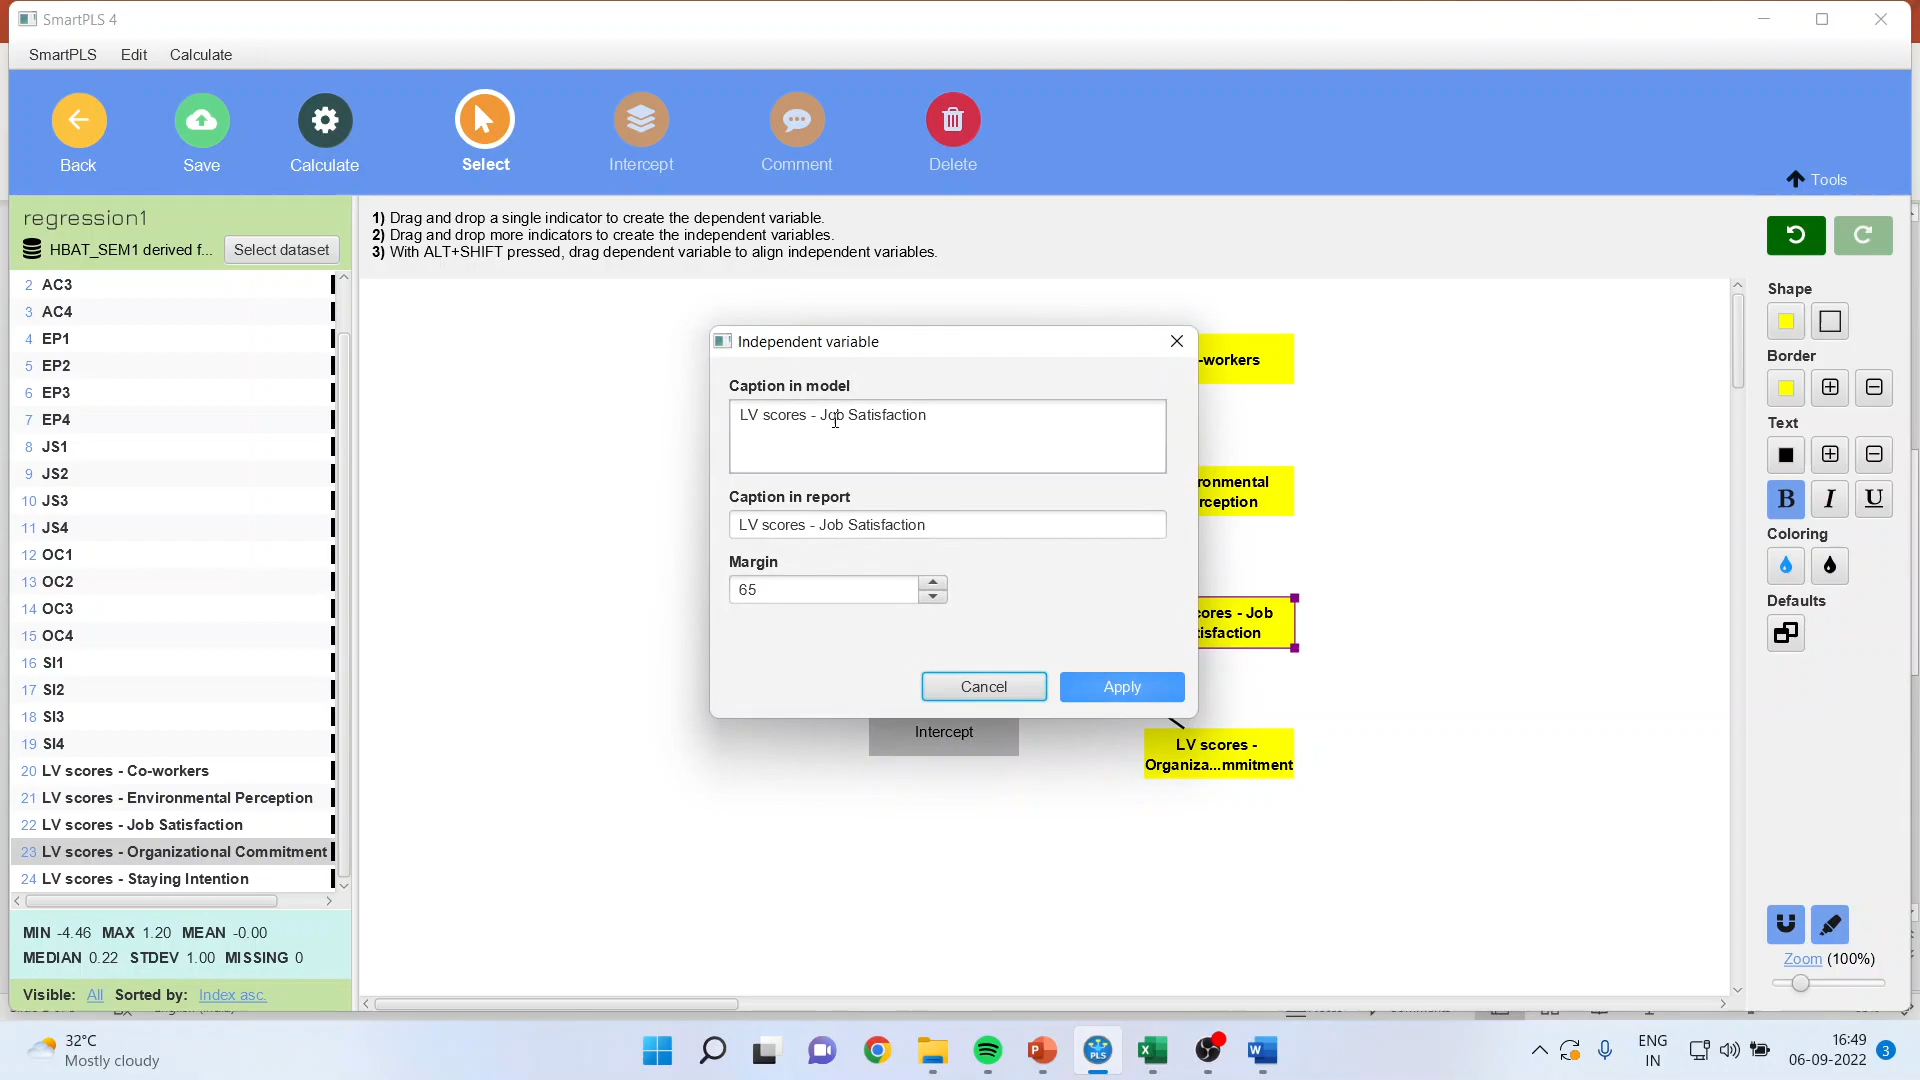 SmartPLS 4
SmartPLS Edit Calculate
Back Save Calculate Select Intercept Comment Delete
Tools
regression1
HBAT_SEM1 derived f... Select dataset
1) Drag and drop a single indicator to create the dependent variable.
2) Drag and drop more indicators to create the independent variables.
3) With ALT+SHIFT pressed, drag dependent variable to align independent variables.
2 AC3
3 AC4
4 EP1
5 EP2
6 EP3
7 EP4
8 JS1
9 JS2
10 JS3
11 JS4
12 OC1
13 OC2
14 OC3
15 OC4
16 SI1
17 SI2
18 SI3
19 SI4
20 LV scores - Co-workers
21 LV scores - Environmental Perception
22 LV scores - Job Satisfaction
23 LV scores - Organizational Commitment
24 LV scores - Staying Intention
MIN -4.46 MAX 1.20 MEAN -0.00
MEDIAN 0.22 STDEV 1.00 MISSING 0
Visible: All Sorted by: Index asc.
Independent variable
Caption in model
LV scores - Job Satisfaction
Caption in report
LV scores - Job Satisfaction
Margin
65
Cancel Apply
-workers
ronmental
rception
cores - Job
tisfaction
Intercept
LV scores -
Organiza...mmitment
Shape
Border
Text
B I U
Coloring
Defaults
Zoom (100%)
32°C
Mostly cloudy
P
PLS
X
W
ENG
IN
16:49
06-09-2022
3